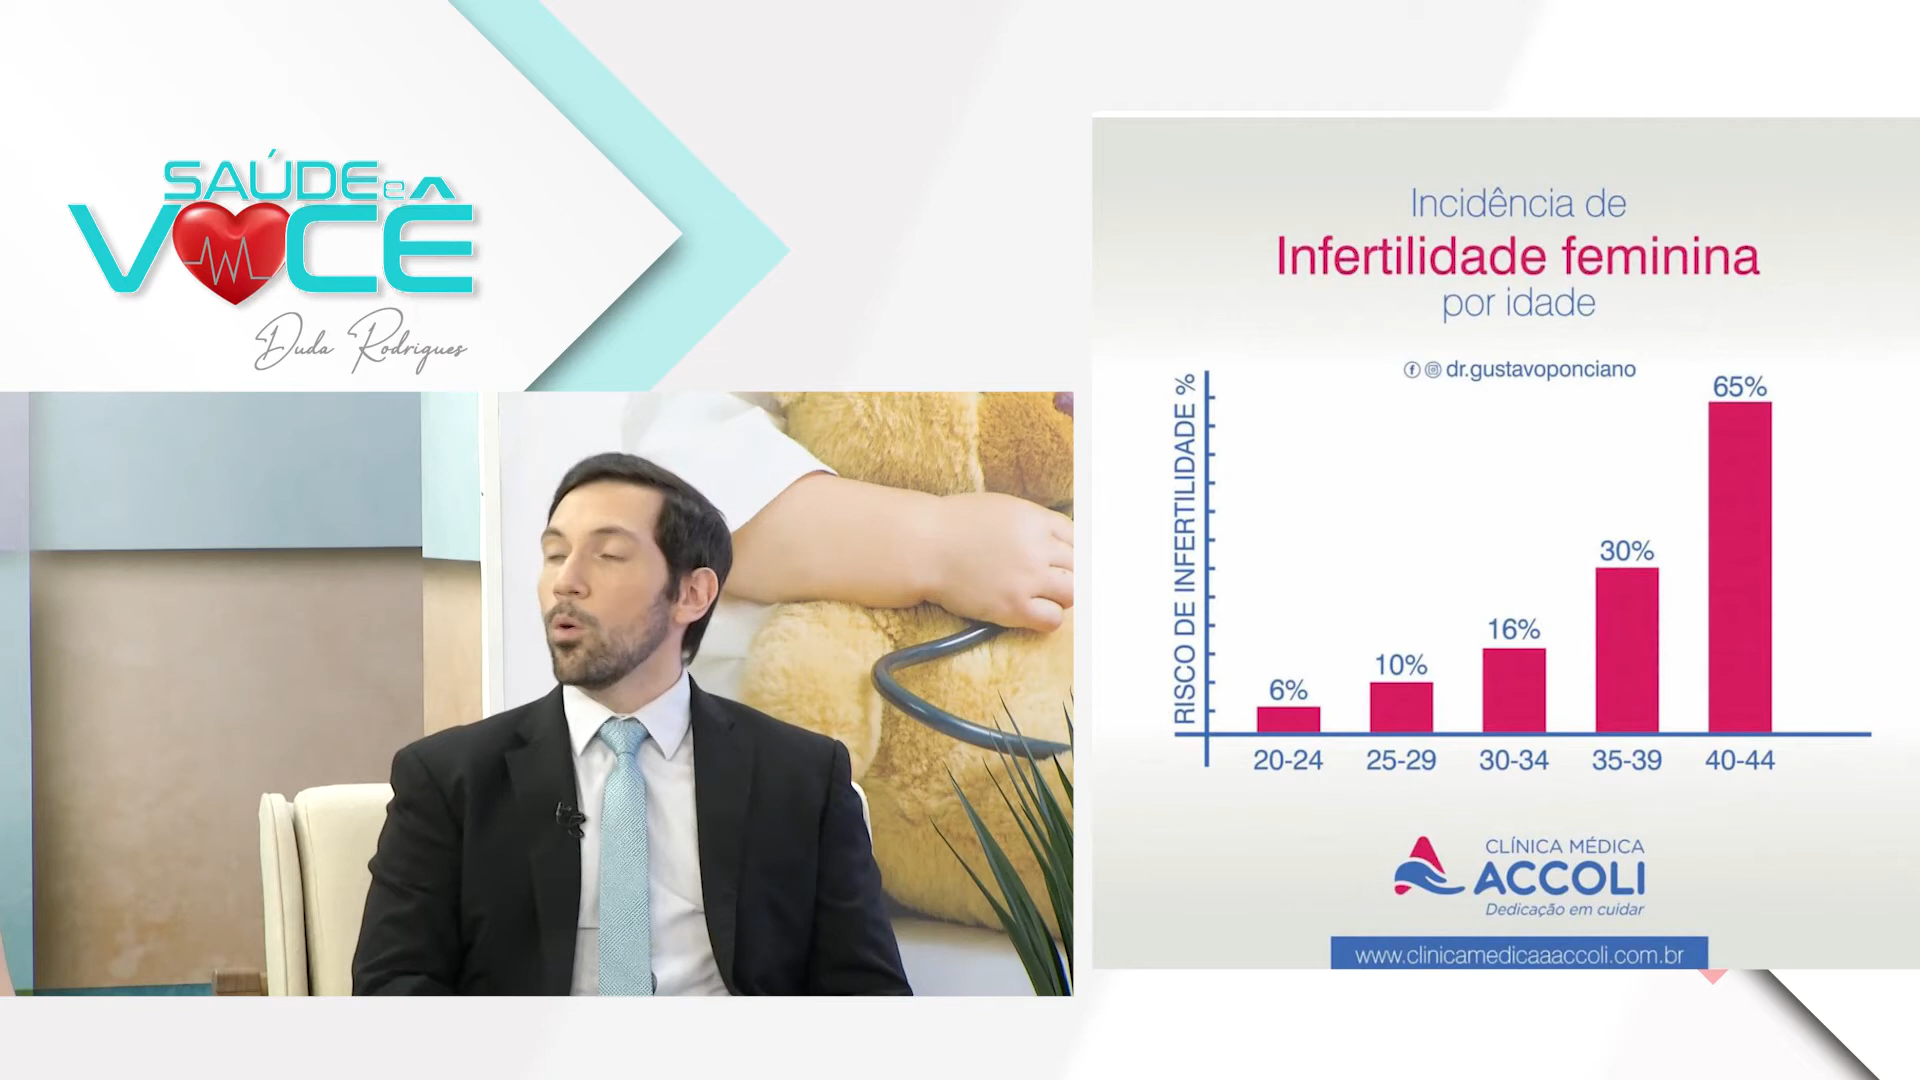 SAÚDE e
VOCÊ
Duda Rodrigues
Incidência de
Infertilidade feminina
por idade
dr.gustavoponciano
RISCO DE INFERTILIDADE %
6%
10%
16%
30%
65%
20-24
25-29
30-34
35-39
40-44
CLÍNICA MÉDICA
ACCOLI
Dedicação em cuidar
www.clinicamedicaaaccoli.com.br